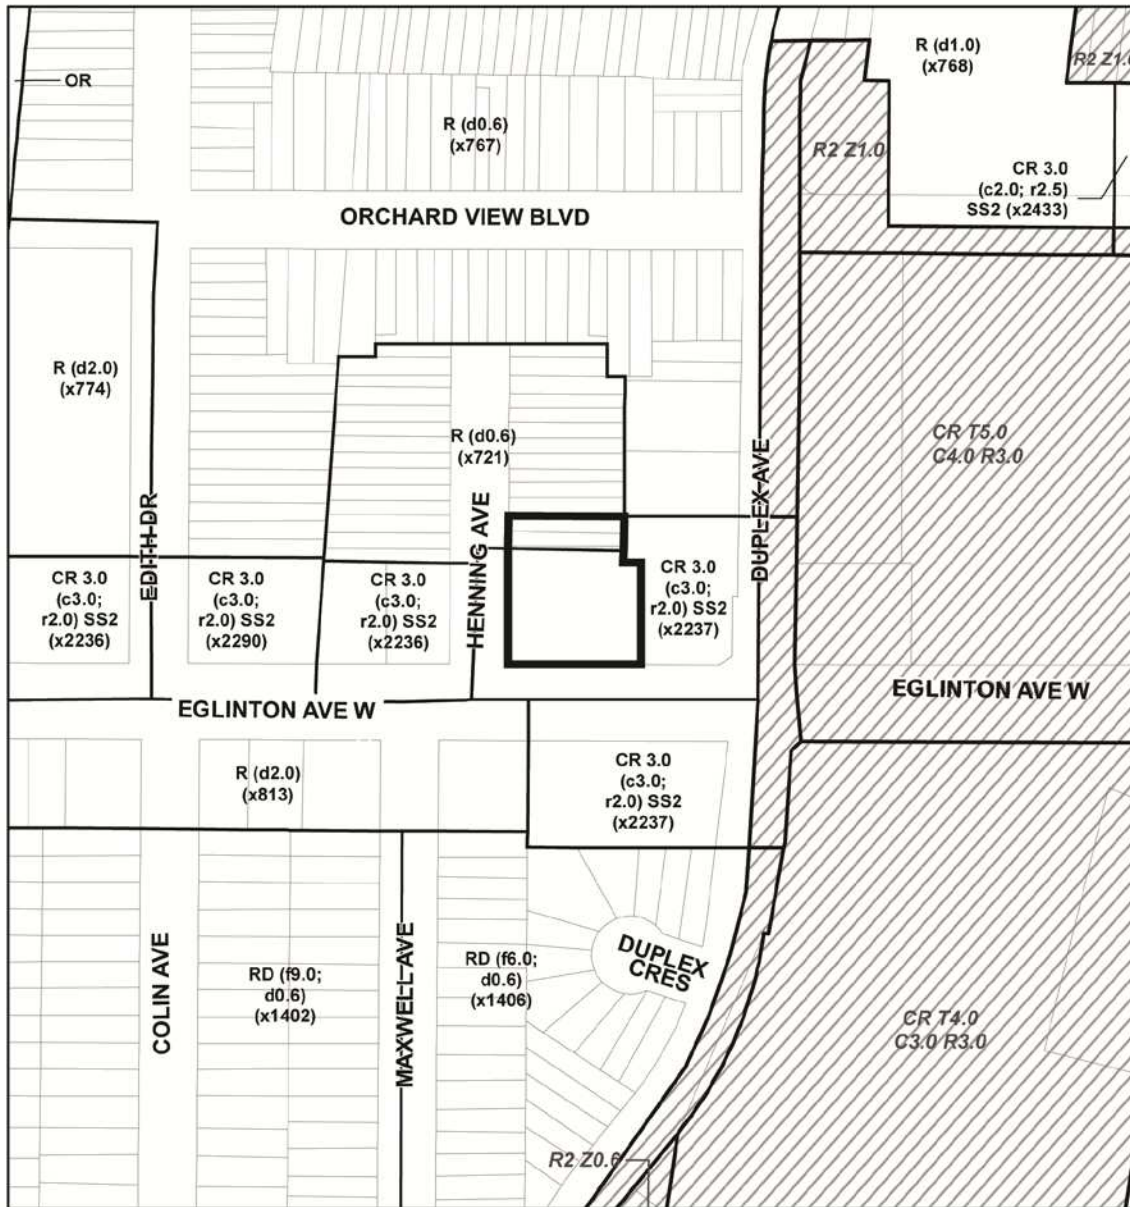 OR
R (d0.6)
(x767)
R (d1.0)
(x768)
R2 Z1.0
CR 3.0
(c2.0; r2.5)
SS2 (x2433)
ORCHARD VIEW BLVD
R (d2.0)
(x774)
R (d0.6)
(x721)
CR T5.0
C4.0 R3.0
EDITH DR
HENNING AVE
DUPLEX AVE
CR 3.0
(c3.0;
r2.0) SS2
(x2236)
CR 3.0
(c3.0;
r2.0) SS2
(x2290)
CR 3.0
(c3.0;
r2.0) SS2
(x2236)
CR 3.0
(c3.0;
r2.0) SS2
(x2237)
EGLINTON AVE W
EGLINTON AVE W
R (d2.0)
(x813)
CR 3.0
(c3.0;
r2.0) SS2
(x2237)
COLIN AVE
RD (f9.0;
d0.6)
(x1402)
MAXWELL AVE
RD (f6.0;
d0.6)
(x1406)
DUPLEX
CRES
CR T4.0
C3.0 R3.0
R2 Z0.6